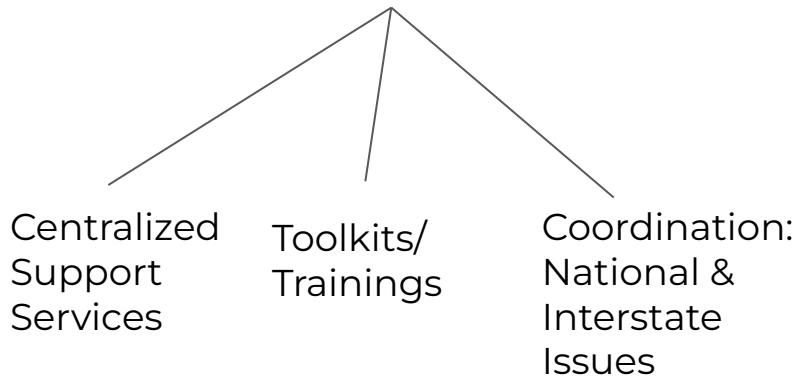 Centralized
Support
Services
Toolkits/
Trainings
Coordination:
National &
Interstate
Issues